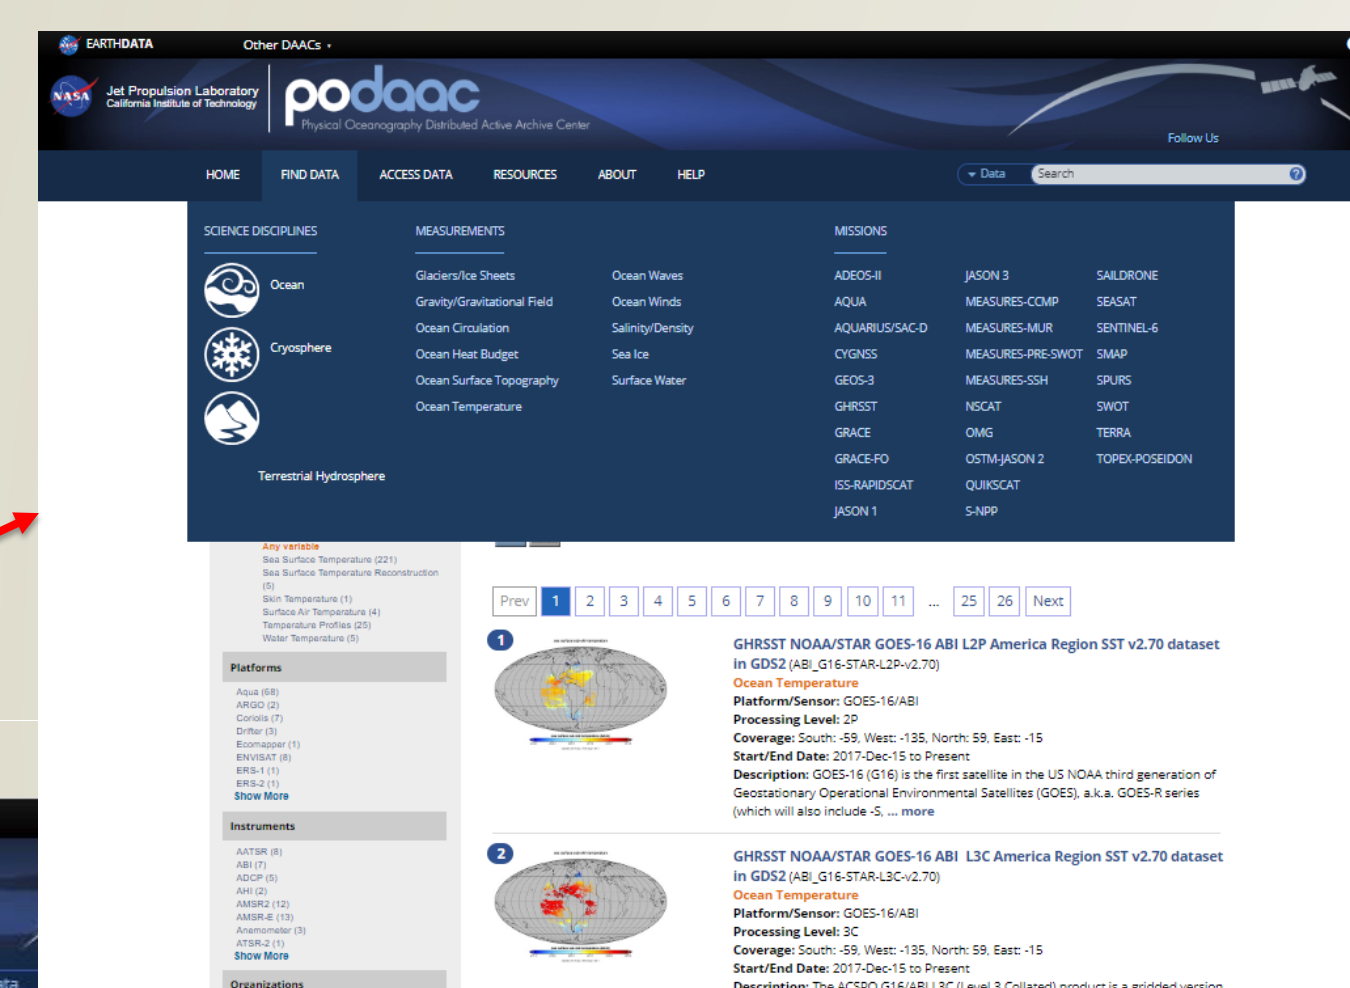 EARTHDATA
Other DAACs
NASA
Jet Propulsion Laboratory
California Institute of Technology
podaac
Physical Oceanography Distributed Active Archive Center
Follow Us
HOME FIND DATA ACCESS DATA RESOURCES ABOUT HELP
Data Search ?
SCIENCE DISCIPLINES
Ocean
Cryosphere
Terrestrial Hydrosphere
MEASUREMENTS
Glaciers/Ice Sheets
Gravity/Gravitational Field
Ocean Circulation
Ocean Heat Budget
Ocean Surface Topography
Ocean Temperature
Ocean Waves
Ocean Winds
Salinity/Density
Sea Ice
Surface Water
MISSIONS
ADEOS-II
AQUA
AQUARIUS/SAC-D
CYGNSS
GEOS-3
GHRSST
GRACE
GRACE-FO
ISS-RAPIDSCAT
JASON 1
JASON 3
MEASURES-CCMP
MEASURES-MUR
MEASURES-PRE-SWOT
MEASURES-SSH
NSCAT
OMG
OSTM-JASON 2
QUIKSCAT
S-NPP
SAILDRONE
SEASAT
SENTINEL-6
SMAP
SPURS
SWOT
TERRA
TOPEX-POSEIDON
Any variable
Sea Surface Temperature (221)
Sea Surface Temperature Reconstruction
(5)
Skin Temperature (1)
Surface Air Temperature (4)
Temperature Profiles (25)
Water Temperature (5)
Platforms
Aqua (68)
ARGO (2)
Coriolis (7)
Drifter (3)
Ecomapper (1)
ENVISAT (8)
ERS-1 (1)
ERS-2 (1)
Show More
Instruments
AATSR (8)
ABI (7)
ADCP (5)
AHI (2)
AMSR2 (12)
AMSR-E (13)
Anemometer (3)
ATSR-2 (1)
Show More
Organizations
Prev 1 2 3 4 5 6 7 8 9 10 11 ... 25 26 Next
1
GHRSST NOAA/STAR GOES-16 ABI L2P America Region SST v2.70 dataset
in GDS2 (ABI_G16-STAR-L2P-v2.70)
Ocean Temperature
Platform/Sensor: GOES-16/ABI
Processing Level: 2P
Coverage: South: -59, West: -135, North: 59, East: -15
Start/End Date: 2017-Dec-15 to Present
Description: GOES-16 (G16) is the first satellite in the US NOAA third generation of
Geostationary Operational Environmental Satellites (GOES), a.k.a. GOES-R series
(which will also include -S, ... more
2
GHRSST NOAA/STAR GOES-16 ABI L3C America Region SST v2.70 dataset
in GDS2 (ABI_G16-STAR-L3C-v2.70)
Ocean Temperature
Platform/Sensor: GOES-16/ABI
Processing Level: 3C
Coverage: South: -59, West: -135, North: 59, East: -15
Start/End Date: 2017-Dec-15 to Present
Description: The ACSPO G16/ABI L3C (Level 3 Collated) product is a gridded version